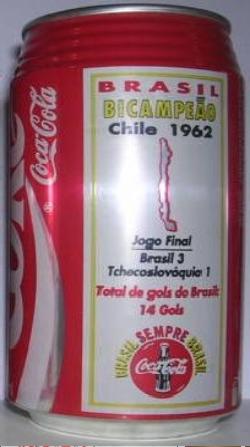 BRASIL
BICAMPEÃO
Chile 1962
Jogo Final
Brasil 3
Tchecoslováquia 1
Total de gols do Brasil:
14 Gols
BRASIL SEMPRE BRASIL
Coca-Cola
Coca-Cola
COKE